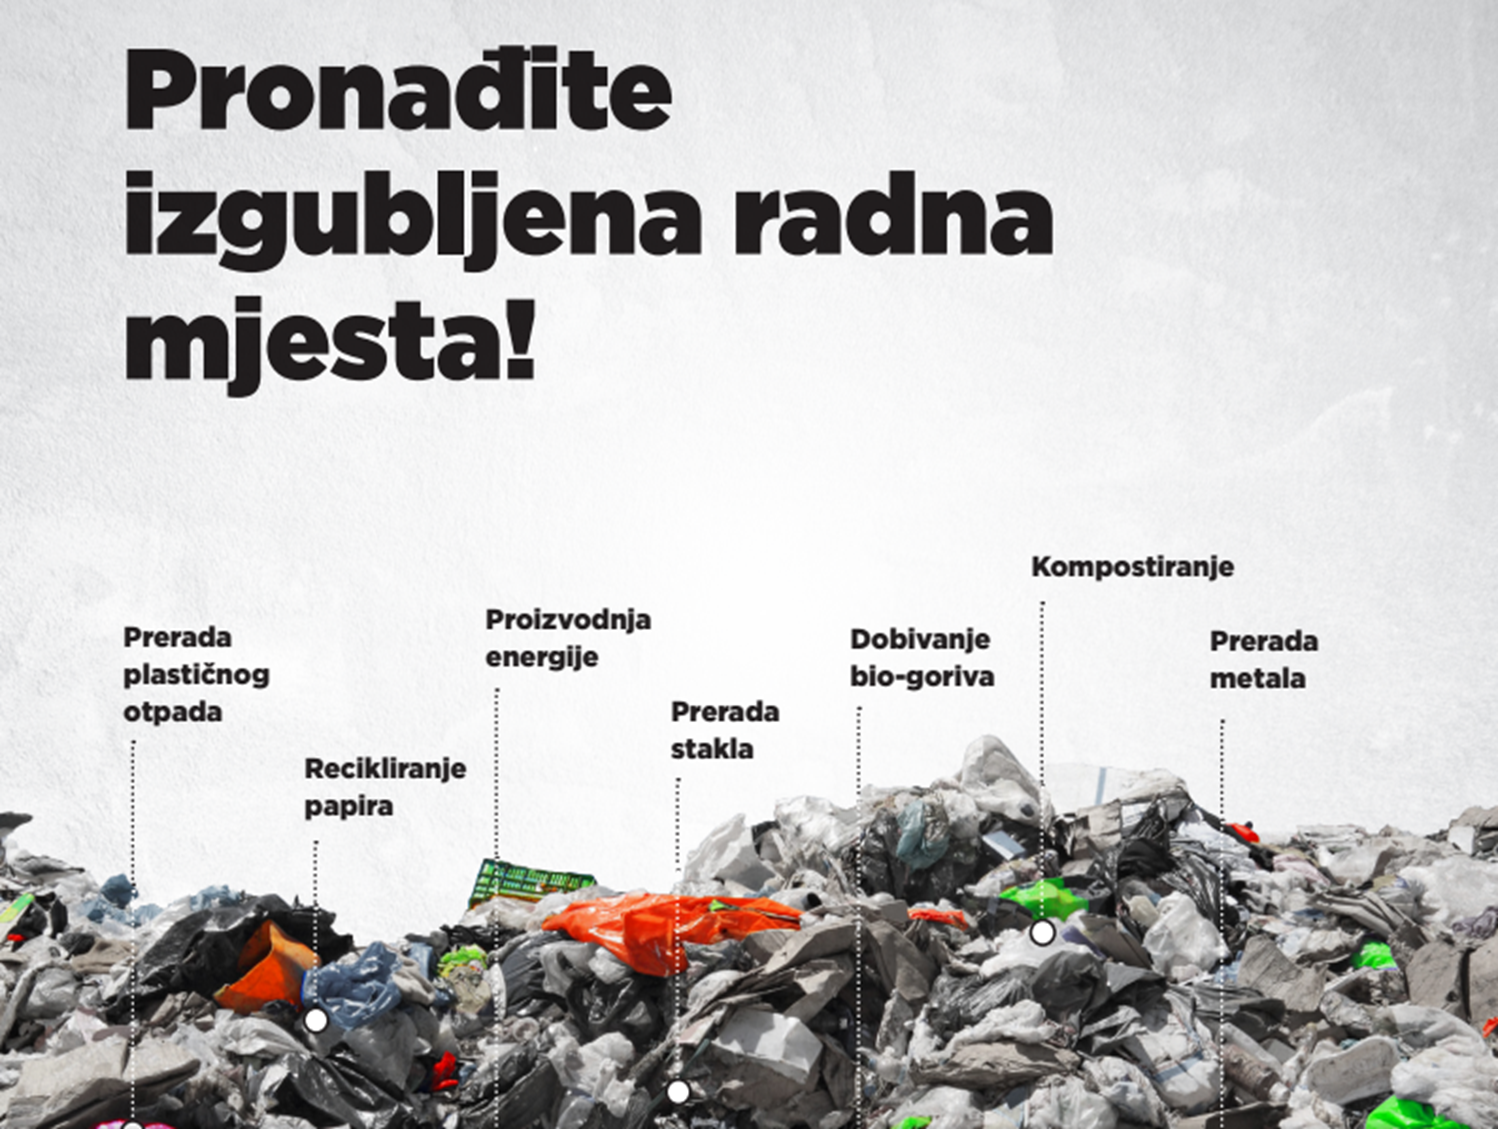 Pronađite
izgubljena radna
mjesta!
Kompostiranje
Proizvodnja
energije
Prerada
plastičnog
otpada
Dobivanje
bio-goriva
Prerada
metala
Prerada
stakla
Recikliranje
papira